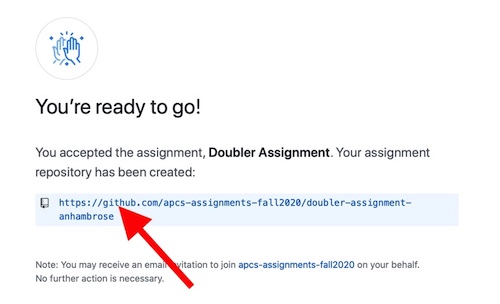 You're ready to go!
You accepted the assignment, Doubler Assignment. Your assignment
repository has been created:
https://github.com/apcs-assignments-fall2020/doubler-assignment-
anhambrose
Note: You may receive an email invitation to join apcs-assignments-fall2020 on your behalf.
No further action is necessary.